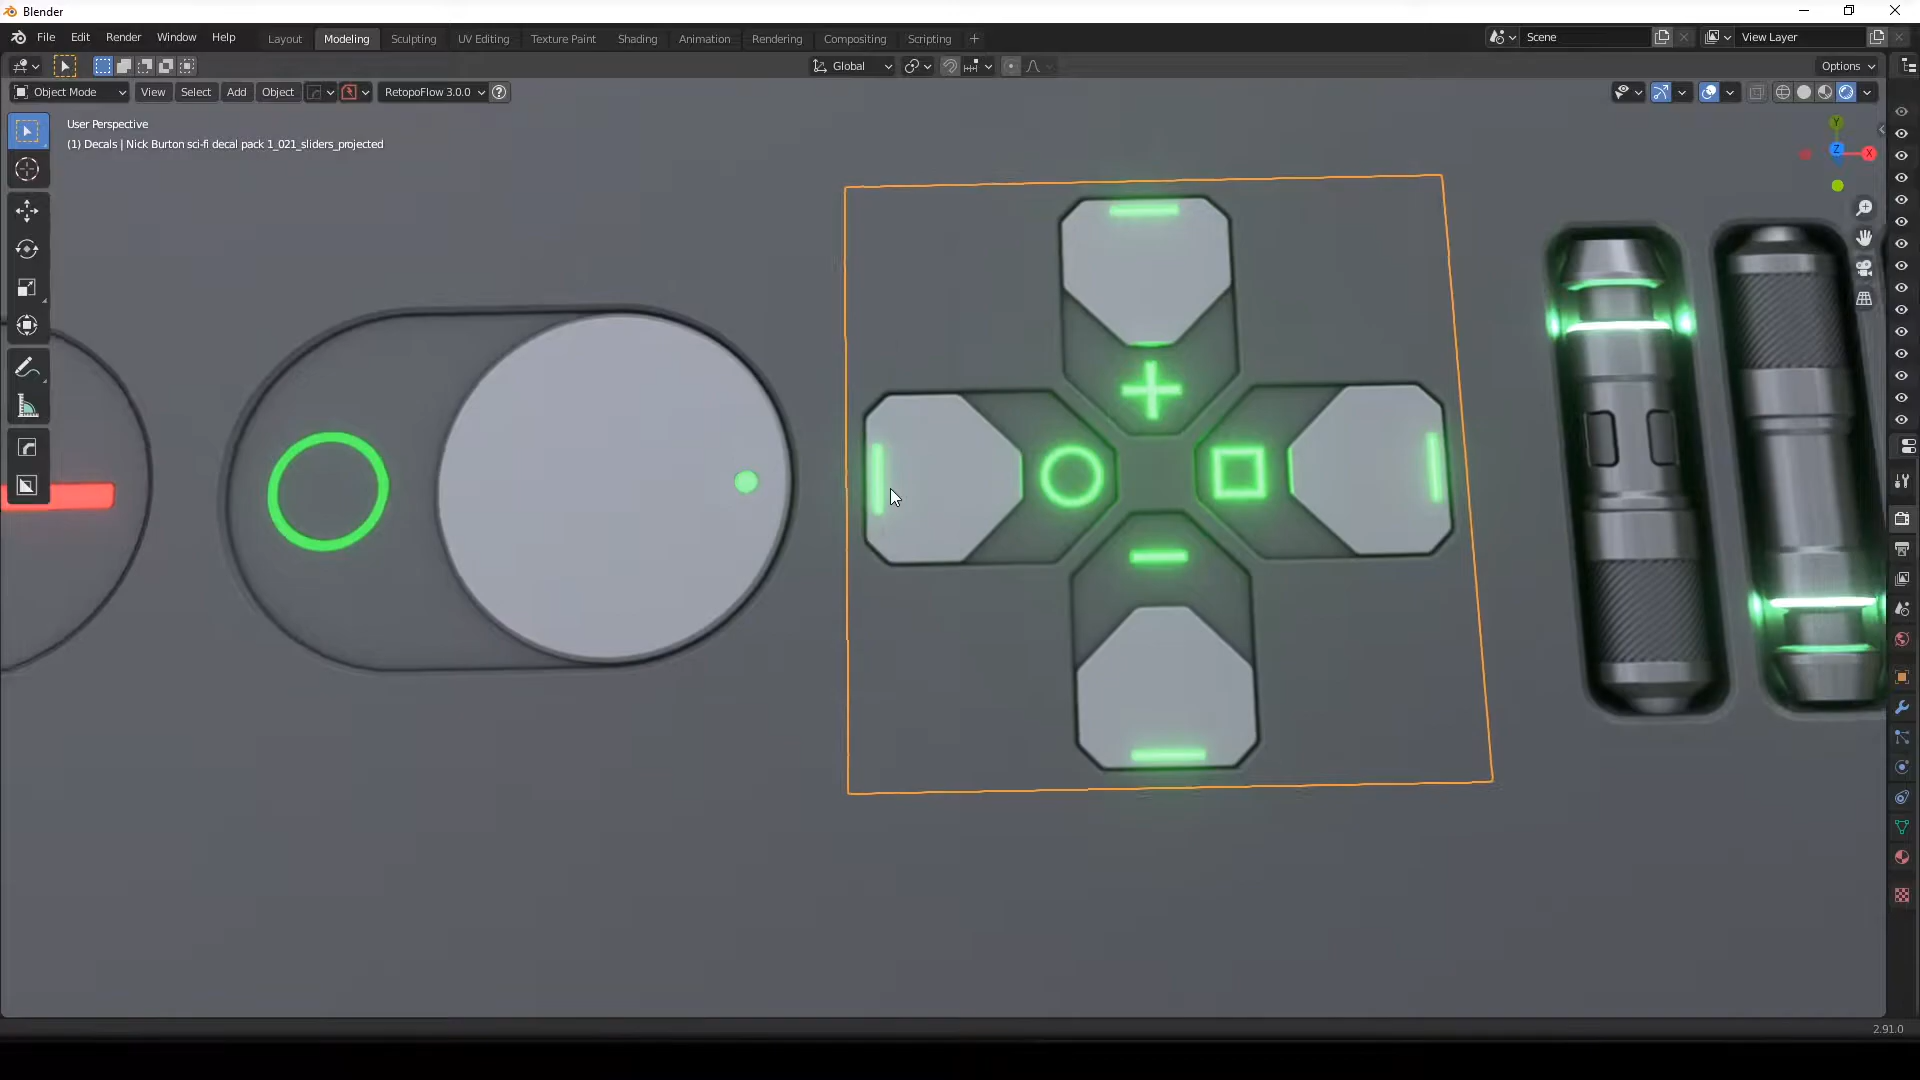 Blender
File Edit Render Window Help Layout Modeling Sculpting UV Editing Texture Paint Shading Animation Rendering Compositing Scripting + Scene View Layer
Global Options
Object Mode View Select Add Object RetopoFlow 3.0.0 ?
User Perspective
(1) Decals | Nick Burton sci-fi decal pack 1_021_sliders_projected
Y
Z X
2.91.0